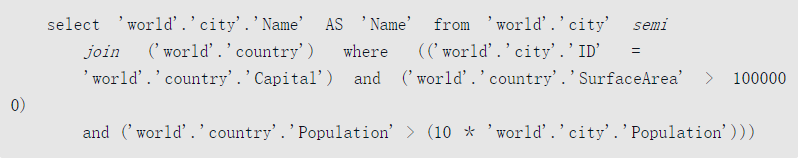 select 'world'.'city'.'Name' AS 'Name' from 'world'.'city' semi
join ('world'.'country') where (('world'.'city'.'ID' =
'world'.'country'.'Capital') and ('world'.'country'.'SurfaceArea' > 100000
0)
and ('world'.'country'.'Population' > (10 * 'world'.'city'.'Population')))